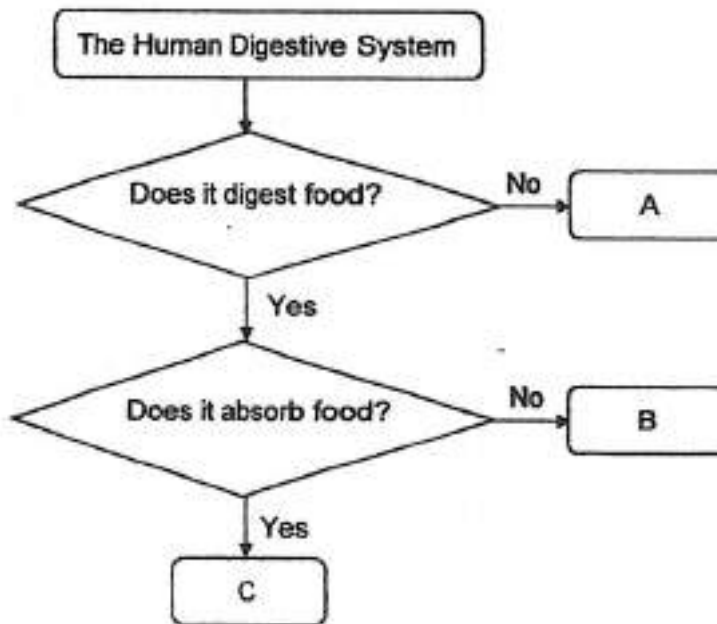 The Human Digestive System
Does it digest food?
No
A
Yes
Does it absorb food?
No
B
Yes
C